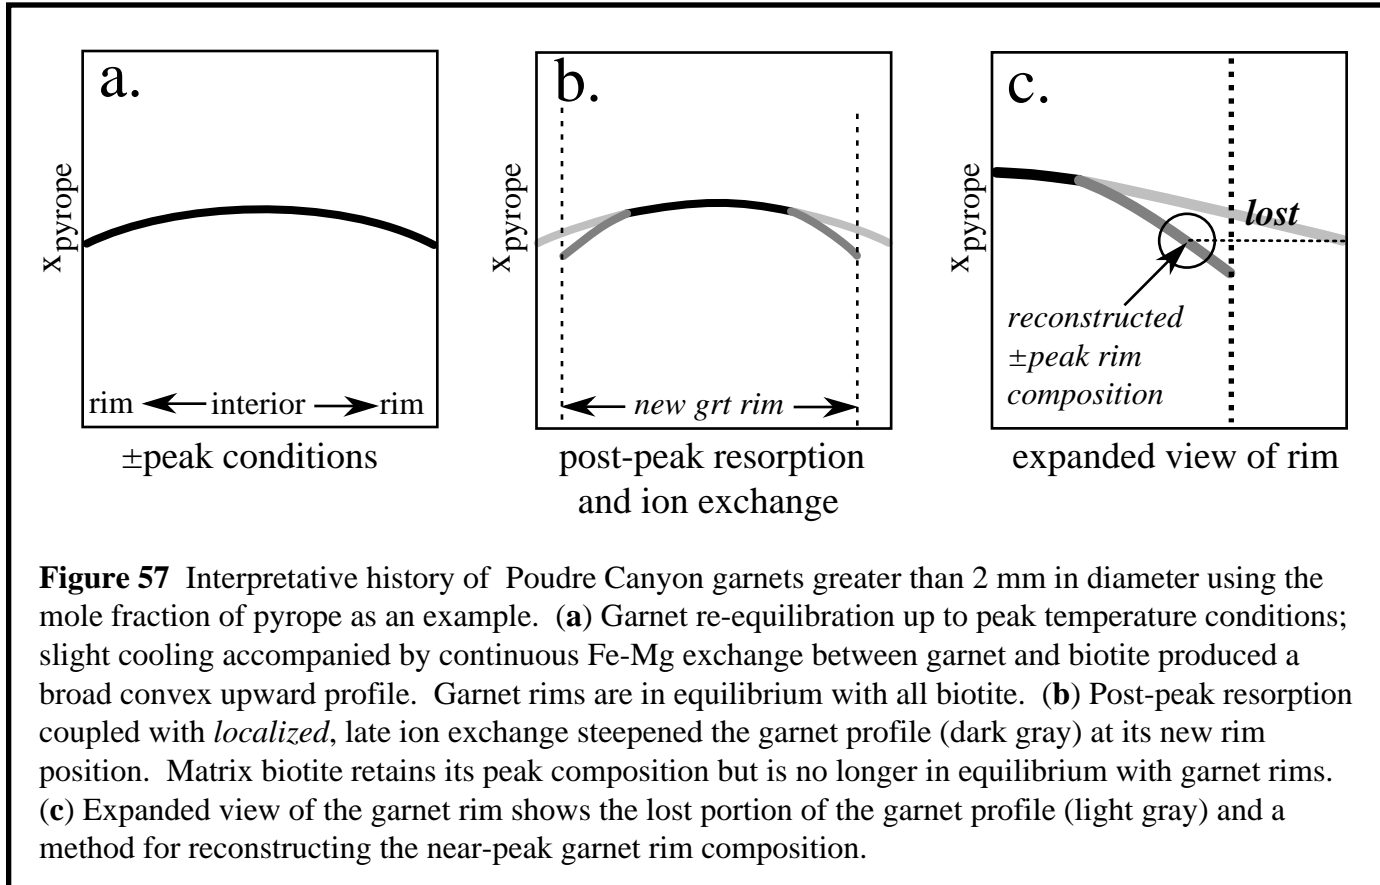 a.
x pyrope
rim interior rim
±peak conditions
b.
x pyrope
new grt rim
post-peak resorption
and ion exchange
c.
x pyrope
lost
reconstructed
±peak rim
composition
expanded view of rim
Figure 57 Interpretative history of Poudre Canyon garnets greater than 2 mm in diameter using the
mole fraction of pyrope as an example. (a) Garnet re-equilibration up to peak temperature conditions;
slight cooling accompanied by continuous Fe-Mg exchange between garnet and biotite produced a
broad convex upward profile. Garnet rims are in equilibrium with all biotite. (b) Post-peak resorption
coupled with localized, late ion exchange steepened the garnet profile (dark gray) at its new rim
position. Matrix biotite retains its peak composition but is no longer in equilibrium with garnet rims.
(c) Expanded view of the garnet rim shows the lost portion of the garnet profile (light gray) and a
method for reconstructing the near-peak garnet rim composition.